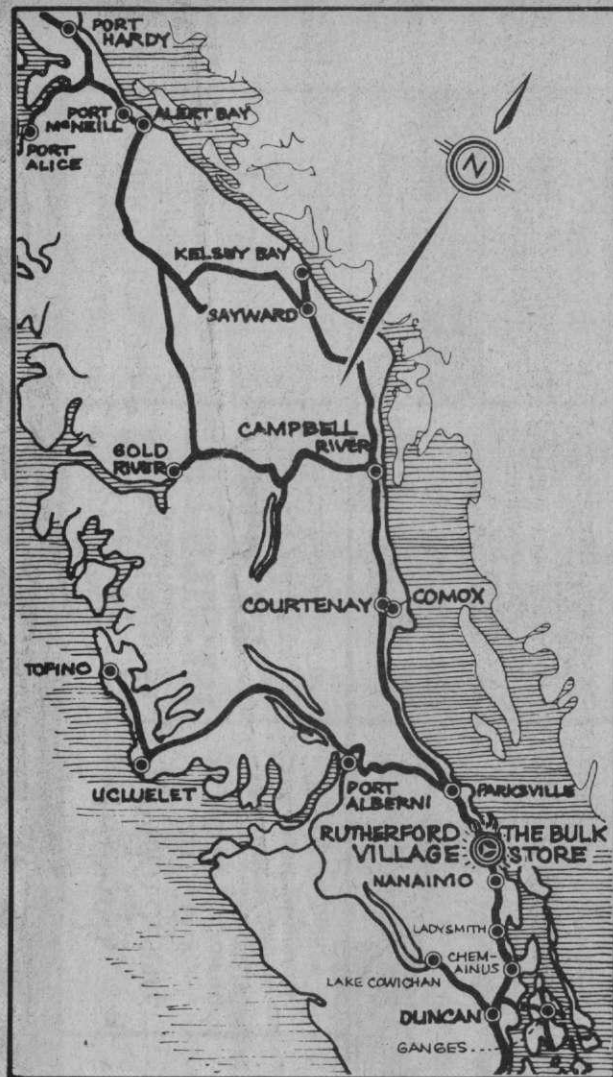 PORT
HARDY
PORT
McNEILL
ALERT BAY
PORT
ALICE
N
KELSEY BAY
SAYWARD
CAMPBELL
RIVER
GOLD
RIVER
COURTENAY
COMOX
TOFINO
UCLUELET
PORT
ALBERNI
PARKSVILLE
RUTHERFORD
VILLAGE
THE BULK
STORE
NANAIMO
LADYSMITH
CHEM-
AINUS
LAKE COWICHAN
DUNCAN
GANGES